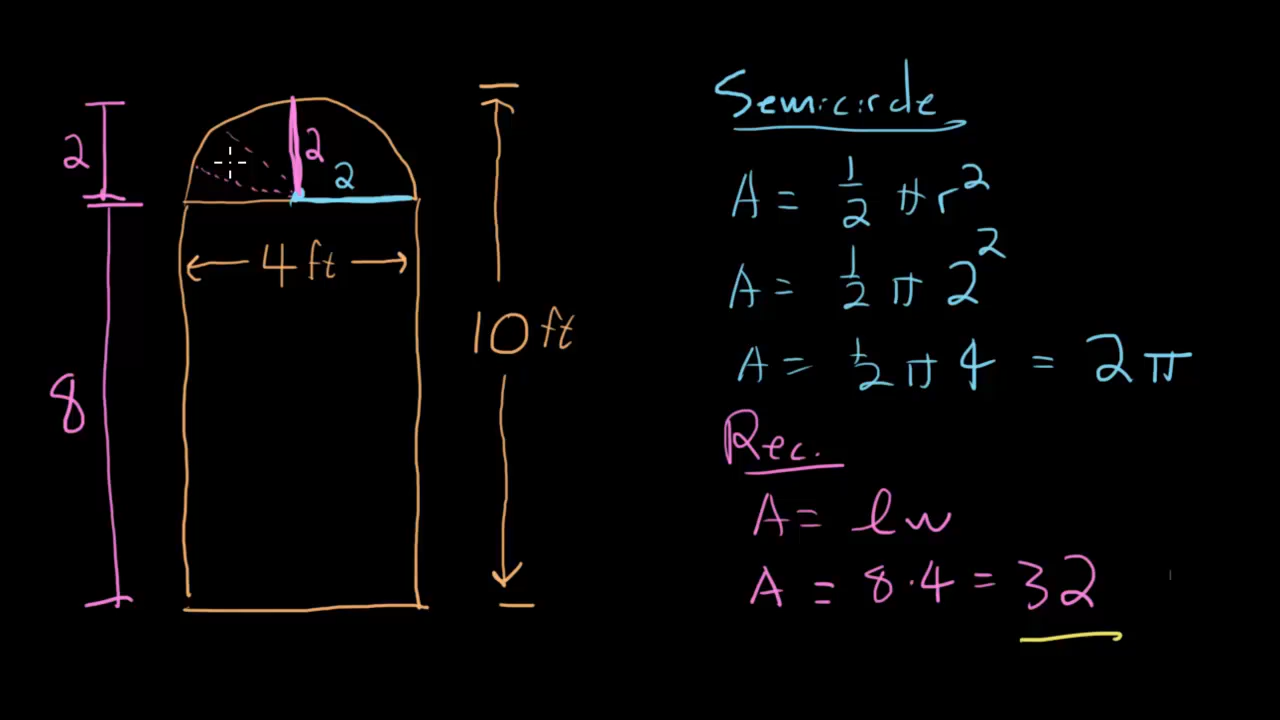 2
2
2
4 ft
10 ft
8
Semicircle
A = 1/2 πr²
A = 1/2 π 2²
A = 1/2 π 4 = 2π
Rec.
A = lw
A = 8·4 = 32